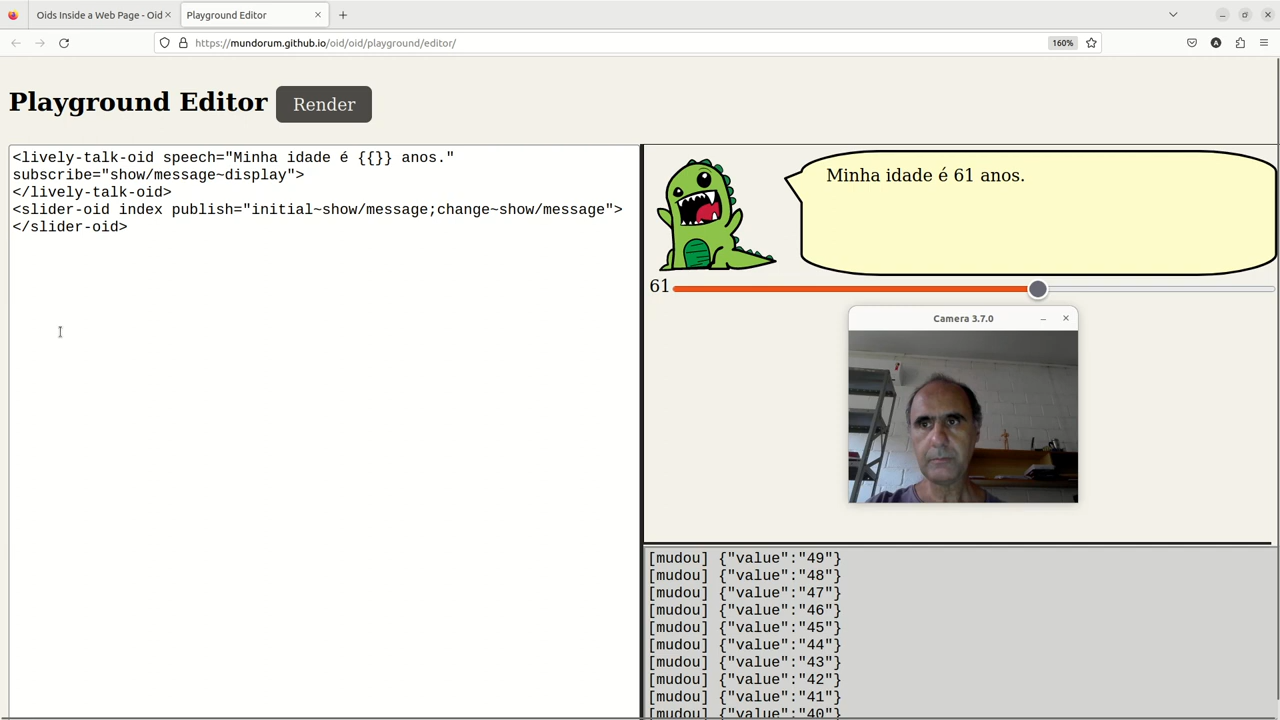 Oids Inside a Web Page - Oid
Playground Editor
https://mundorum.github.io/oid/oid/playground/editor/
160%
A
Playground Editor
Render
<lively-talk-oid speech="Minha idade é {{}} anos."
subscribe="show/message~display">
</lively-talk-oid>
<slider-oid index publish="initial~show/message;change~show/message">
</slider-oid>
Minha idade é 61 anos.
61
Camera 3.7.0
[mudou] {"value":"49"}
[mudou] {"value":"48"}
[mudou] {"value":"47"}
[mudou] {"value":"46"}
[mudou] {"value":"45"}
[mudou] {"value":"44"}
[mudou] {"value":"43"}
[mudou] {"value":"42"}
[mudou] {"value":"41"}
[mudou] {"value":"40"}